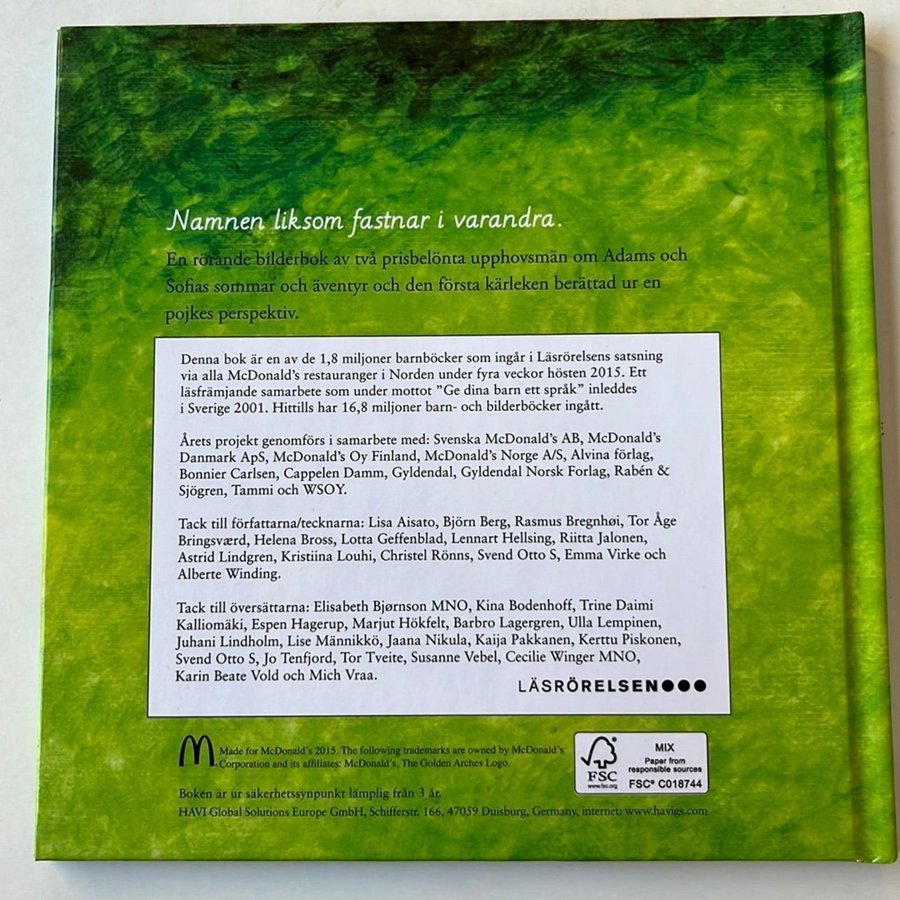 Namnen liksom fastnar i varandra.
En rörande bilderbok av två prisbelönta upphovsmän om Adams och
Sofias sommar och äventyr och den första kärleken berättad ur en
pojkes perspektiv.
Denna bok är en av de 1,8 miljoner barnböcker som ingår i Läsrörelsens satsning
via alla McDonald's restauranger i Norden under fyra veckor hösten 2015. Ett
läsfrämjande samarbete som under mottot ”Ge dina barn ett språk” inleddes
i Sverige 2001. Hittills har 16,8 miljoner barn- och bilderböcker ingått.
Årets projekt genomförs i samarbete med: Svenska McDonald's AB, McDonald's
Danmark ApS, McDonald's Oy Finland, McDonald's Norge A/S, Alvina förlag,
Bonnier Carlsen, Cappelen Damm, Gyldendal, Gyldendal Norsk Forlag, Rabén &
Sjögren, Tammi och WSOY.
Tack till författarna/tecknarna: Lisa Aisato, Björn Berg, Rasmus Bregnhøi, Tor Åge
Bringsværd, Helena Bross, Lotta Geffenblad, Lennart Hellsing, Riitta Jalonen,
Astrid Lindgren, Kristiina Louhi, Christel Rönns, Svend Otto S, Emma Virke och
Alberte Winding.
Tack till översättarna: Elisabeth Bjørnson MNO, Kina Bodenhoff, Trine Daimi
Kalliomäki, Espen Hagerup, Marjut Hökfelt, Barbro Lagergren, Ulla Lempinen,
Juhani Lindholm, Lise Männikkö, Jaana Nikula, Kaija Pakkanen, Kerttu Piskonen,
Svend Otto S, Jo Tenfjord, Tor Tveite, Susanne Vebel, Cecilie Winger MNO,
Karin Beate Vold och Mich Vraa.
LÄSRÖRELSEN●●●
Made for McDonald's 2015. The following trademarks are owned by McDonald's
Corporation and its affiliates: McDonald's, The Golden Arches Logo.
FSC
www.fsc.org
MIX
Paper from
responsible sources
FSC® C018744
Boken är ur säkerhetssynpunkt lämplig från 3 år.
HAVI Global Solutions Europe GmbH, Schifferstr. 166, 47059 Duisburg, Germany, internet: www.havigs.com